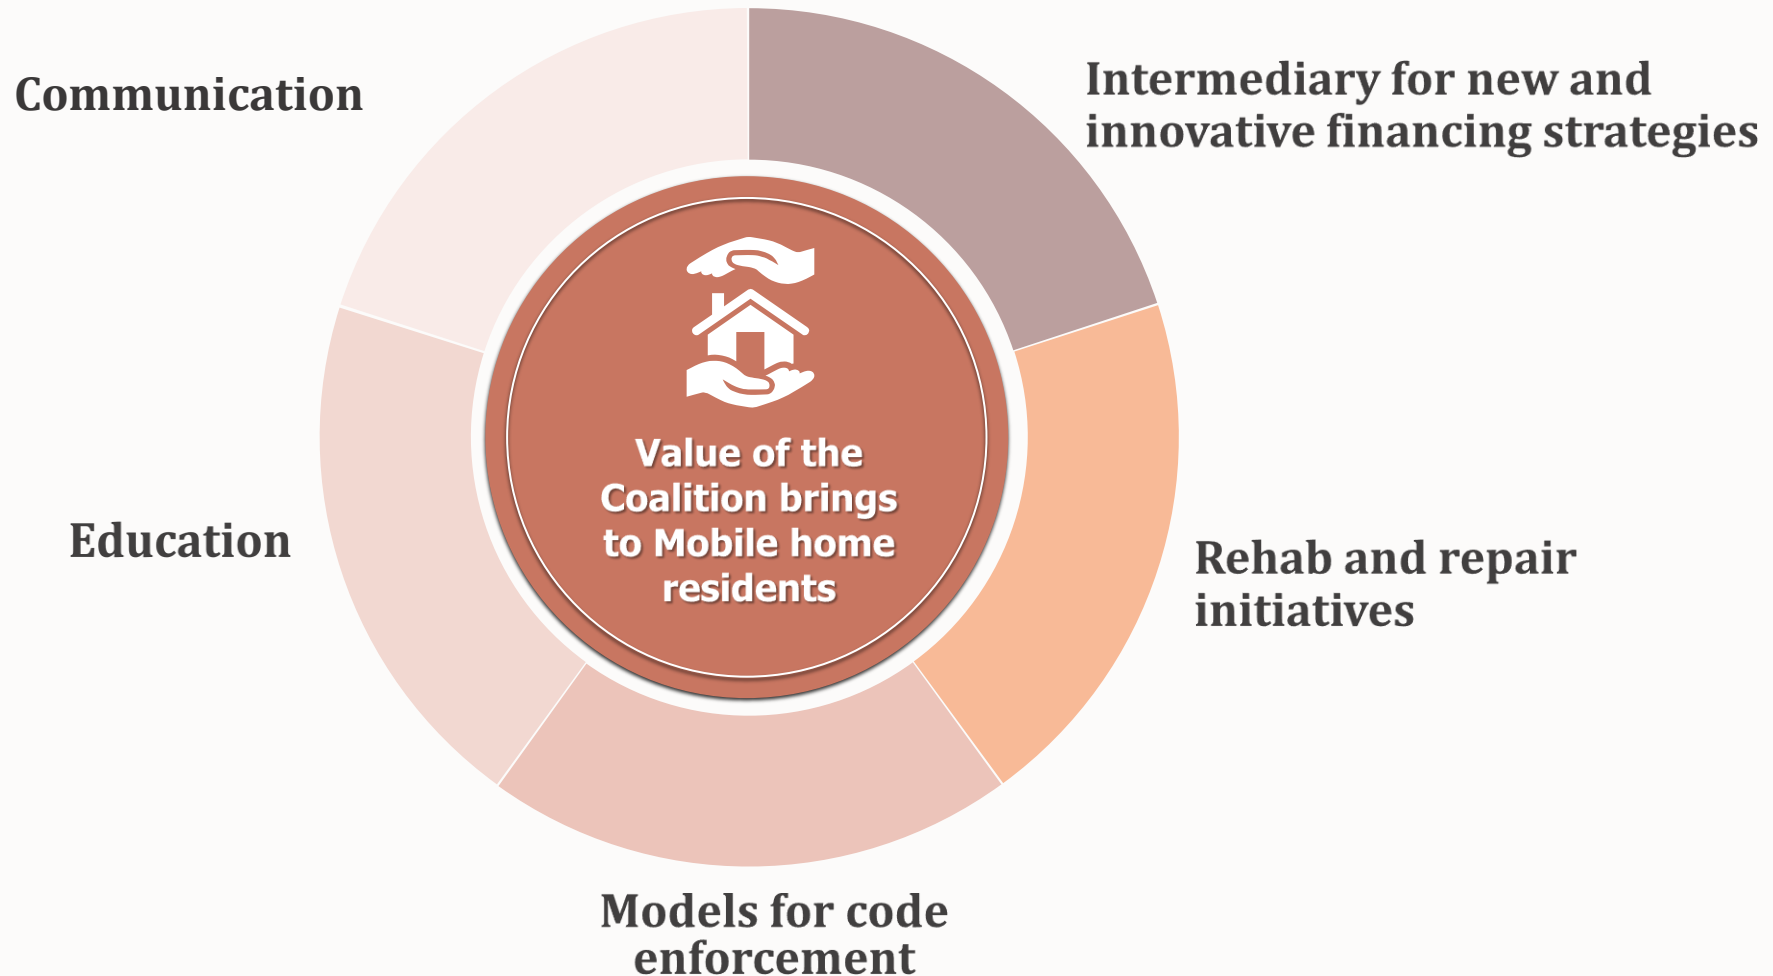 Communication
Intermediary for new and
innovative financing strategies
Value of the
Coalition brings
to Mobile home
residents
Education
Rehab and repair
initiatives
Models for code
enforcement